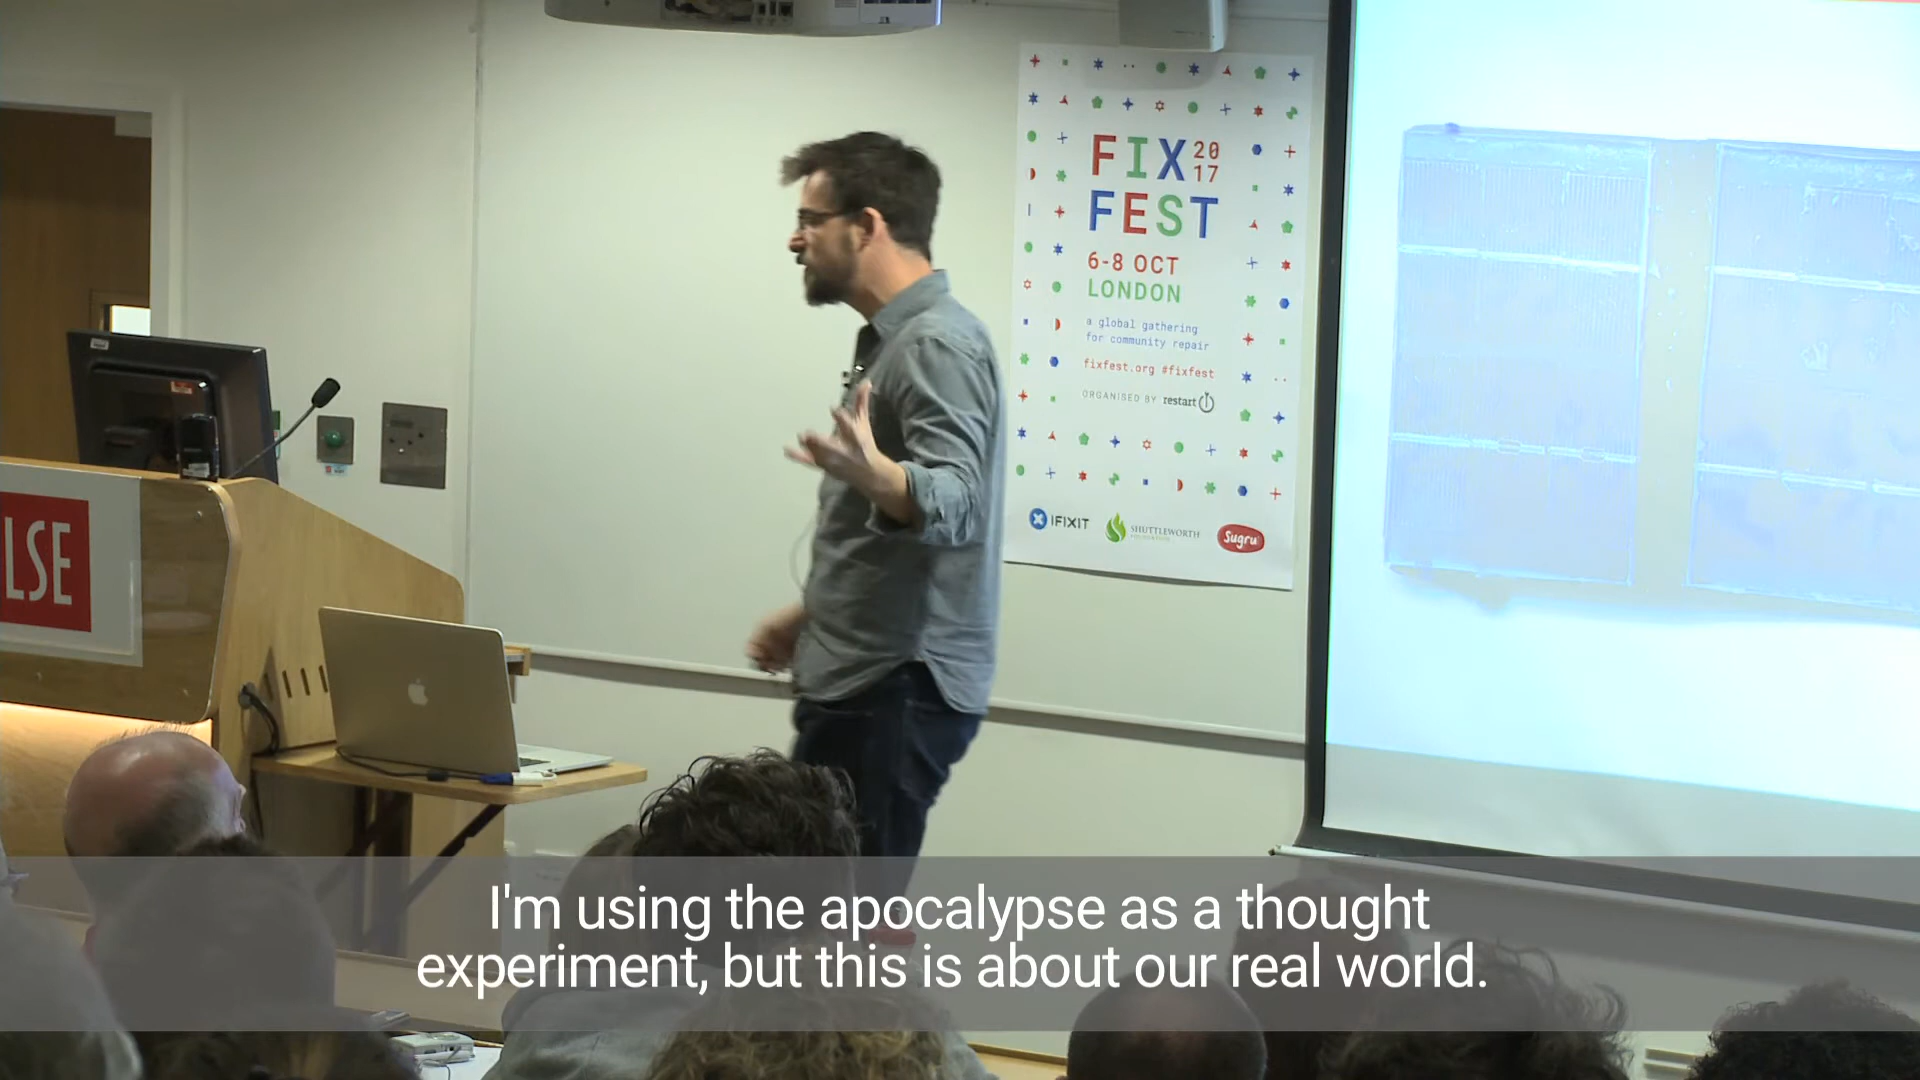 FIX 20 17
FEST
6-8 OCT
LONDON
a global gathering
for community repair
fixfest.org #fixfest
ORGANISED BY restart
IFIXIT
SHUTTLEWORTH
FOUNDATION
Sugru
LSE
I'm using the apocalypse as a thought
experiment, but this is about our real world.